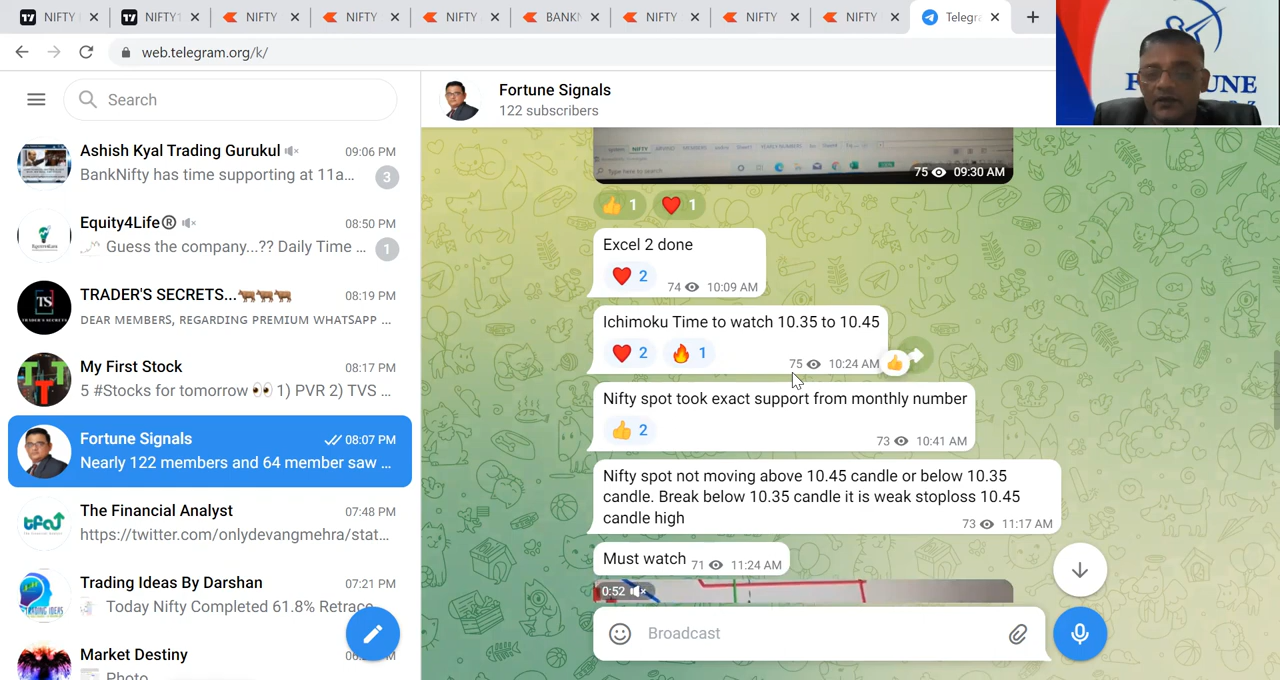 NIFTY
NIFTY
NIFTY
NIFTY
NIFTY
BANKN
NIFTY
NIFTY
NIFTY
Telegra
web.telegram.org/k/
Search
Ashish Kyal Trading Gurukul 09:06 PM
BankNifty has time supporting at 11a... 3
Equity4Life® 08:50 PM
Guess the company...?? Daily Time ... 1
TRADER'S SECRETS...🐂🐂🐂 08:19 PM
DEAR MEMBERS, REGARDING PREMIUM WHATSAPP ...
My First Stock 08:17 PM
5 #Stocks for tomorrow 👀 1) PVR 2) TVS ...
Fortune Signals 08:07 PM
Nearly 122 members and 64 member saw ...
The Financial Analyst 07:48 PM
https://twitter.com/onlydevangmehra/stat...
Trading Ideas By Darshan 07:21 PM
Today Nifty Completed 61.8% Retrace
Market Destiny
Photo
Fortune Signals
122 subscribers
75 09:30 AM
👍 1 ❤️ 1
Excel 2 done
❤️ 2 74 10:09 AM
Ichimoku Time to watch 10.35 to 10.45
❤️ 2 🔥 1 75 10:24 AM
Nifty spot took exact support from monthly number
👍 2 73 10:41 AM
Nifty spot not moving above 10.45 candle or below 10.35
candle. Break below 10.35 candle it is weak stoploss 10.45
candle high 73 11:17 AM
Must watch 71 11:24 AM
0:52
Broadcast